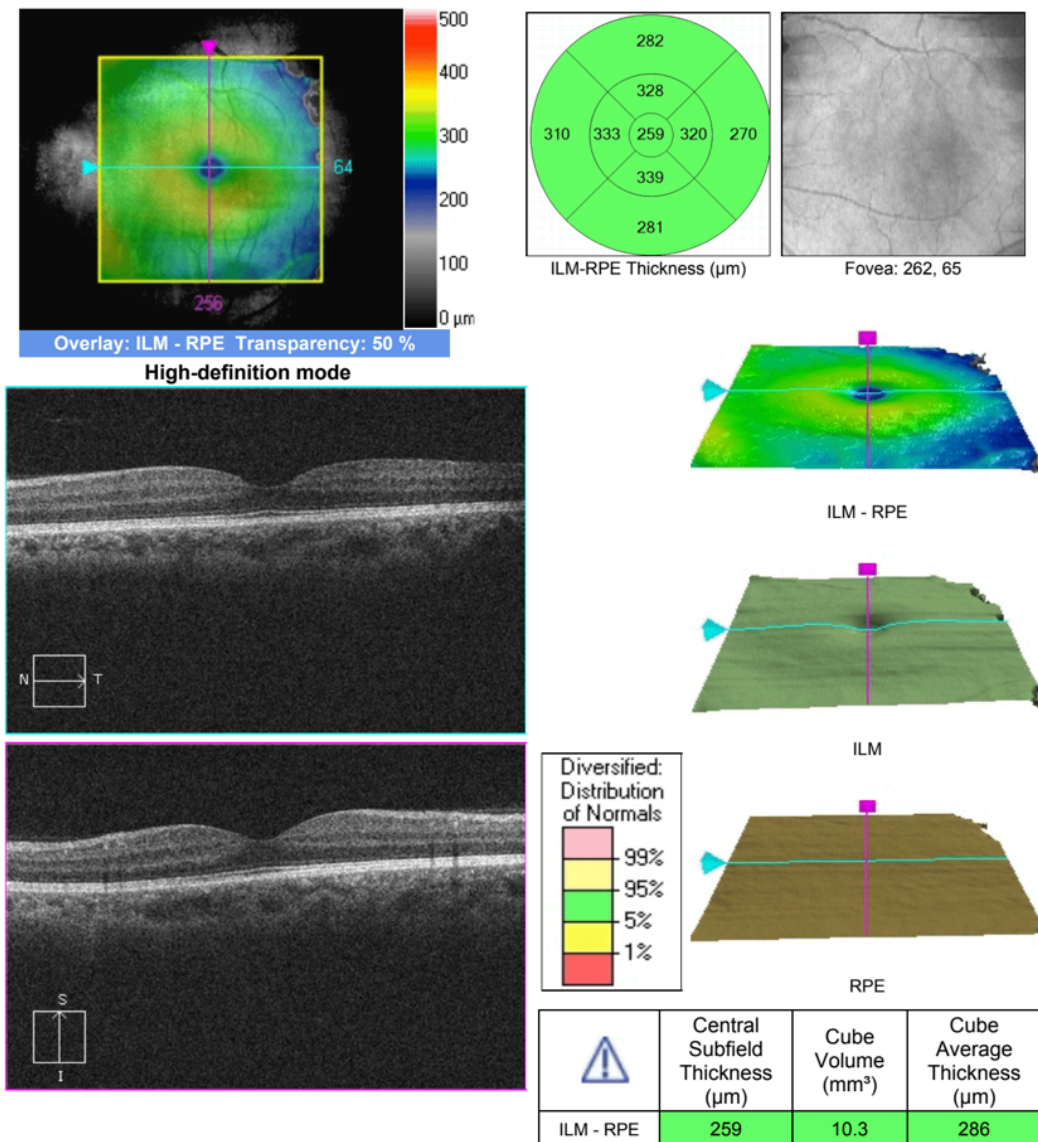 500
400
300
200
100
0 µm
64
256
Overlay: ILM - RPE Transparency: 50 %
282
328
310
333
259
320
270
339
281
ILM-RPE Thickness (µm)
Fovea: 262, 65
High-definition mode
N
T
S
I
ILM - RPE
ILM
RPE
Diversified:
Distribution
of Normals
99%
95%
5%
1%
Central
Subfield
Thickness
(µm)
Cube
Volume
(mm³)
Cube
Average
Thickness
(µm)
ILM - RPE
259
10.3
286